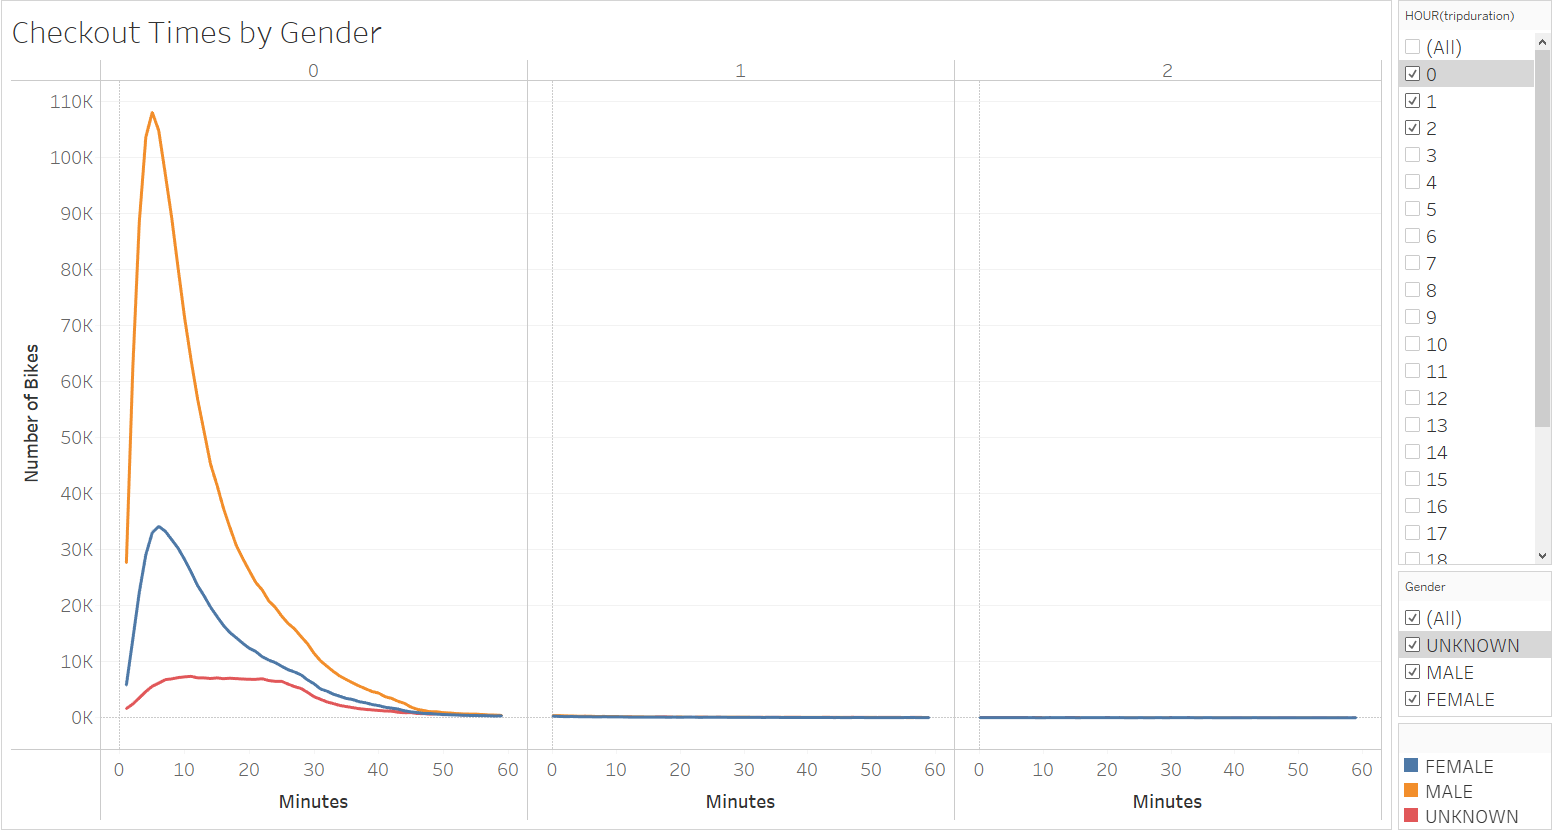 Checkout Times by Gender
0 1 2
110K
100K
90K
80K
70K
60K
50K
40K
30K
20K
10K
0K
Number of Bikes
0 10 20 30 40 50 60 0 10 20 30 40 50 60 0 10 20 30 40 50 60
Minutes Minutes Minutes
HOUR(tripduration)
(All)
0
1
2
3
4
5
6
7
8
9
10
11
12
13
14
15
16
17
18
Gender
(All)
UNKNOWN
MALE
FEMALE
FEMALE
MALE
UNKNOWN